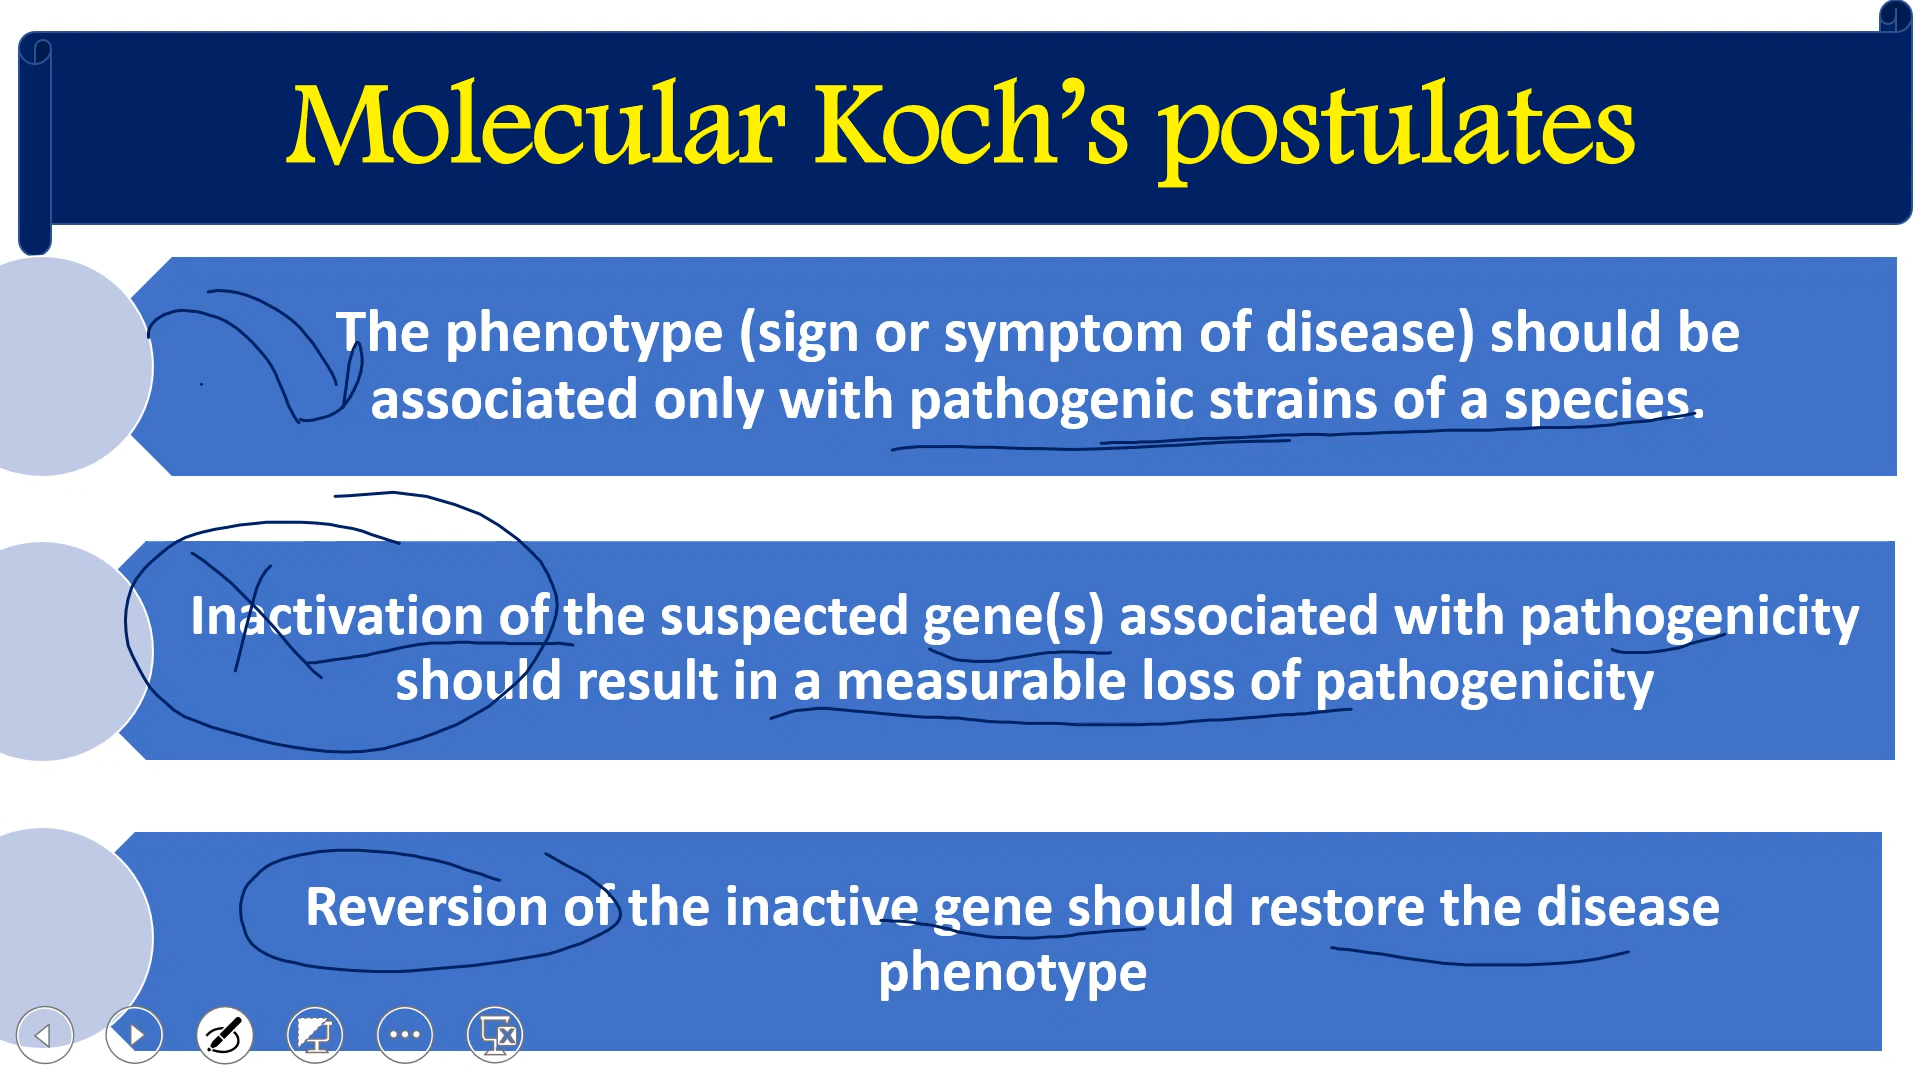 Molecular Koch’s postulates
The phenotype (sign or symptom of disease) should be
associated only with pathogenic strains of a species.
Inactivation of the suspected gene(s) associated with pathogenicity
should result in a measurable loss of pathogenicity
Reversion of the inactive gene should restore the disease
phenotype